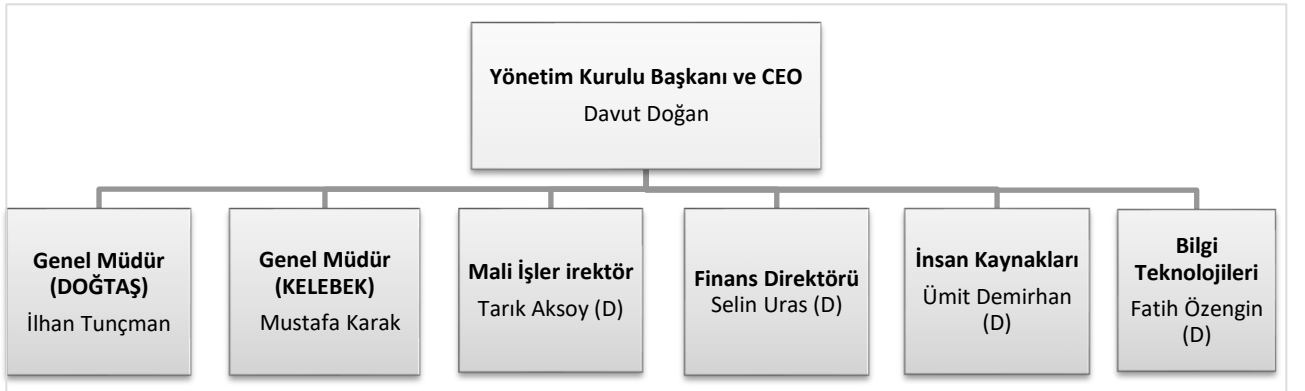 Yönetim Kurulu Başkanı ve CEO
Davut Doğan
Genel Müdür
(DOĞTAŞ)
İlhan Tunçman
Genel Müdür
(KELEBEK)
Mustafa Karak
Mali İşler irektör
Tarık Aksoy (D)
Finans Direktörü
Selin Uras (D)
İnsan Kaynakları
Ümit Demirhan
(D)
Bilgi
Teknolojileri
Fatih Özengin
(D)